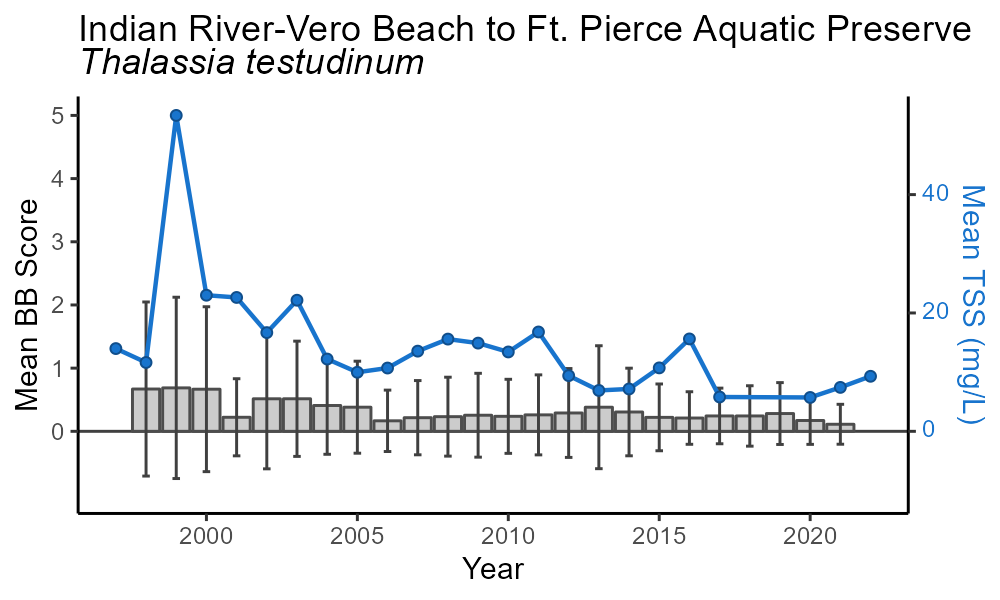 Indian River-Vero Beach to Ft. Pierce Aquatic Preserve
Thalassia testudinum
Mean BB Score
5
4
3
2
1
0
40
20
0
Mean TSS (mg/L)
2000 2005 2010 2015 2020
Year